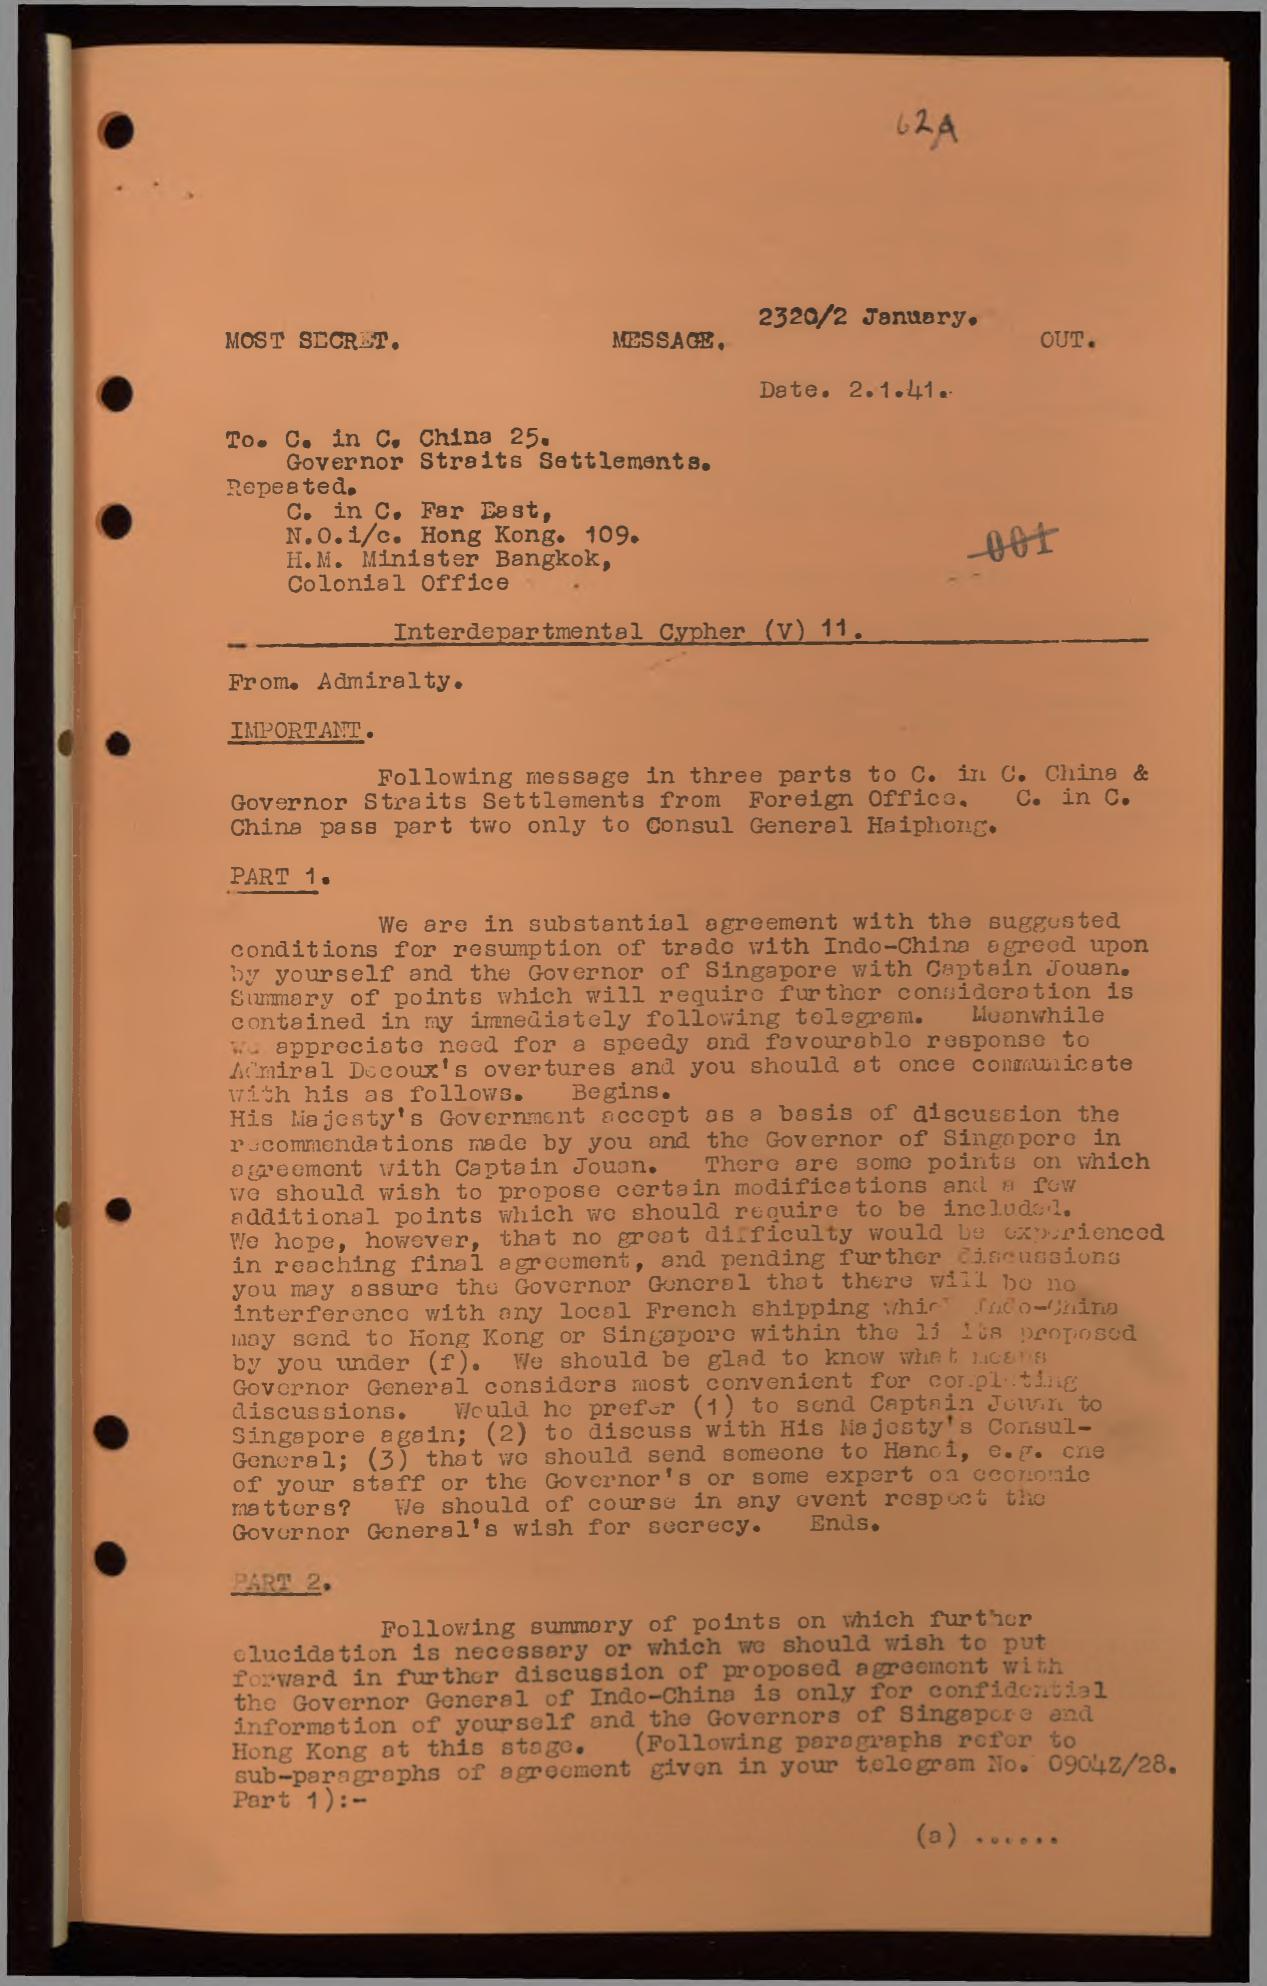 62A
2320/2 January.
MOST SECRET. MESSAGE. OUT.
Date. 2.1.41.
To. C. in C. China 25.
Governor Straits Settlements.
Repeated.
C. in C. Far East,
N.O.i/c. Hong Kong. 109.
H.M. Minister Bangkok,
Colonial Office
001
Interdepartmental Cypher (V) 11.
From. Admiralty.
IMPORTANT.
Following message in three parts to C. in C. China &
Governor Straits Settlements from Foreign Office. C. in C.
China pass part two only to Consul General Haiphong.
PART 1.
We are in substantial agreement with the suggested
conditions for resumption of trade with Indo-China agreed upon
by yourself and the Governor of Singapore with Captain Jouan.
Summary of points which will require further consideration is
contained in my immediately following telegram. Meanwhile
we appreciate need for a speedy and favourable response to
Admiral Decoux's overtures and you should at once communicate
with his as follows. Begins.
His Majesty's Government accept as a basis of discussion the
recommendations made by you and the Governor of Singapore in
agreement with Captain Jouan. There are some points on which
we should wish to propose certain modifications and a few
additional points which we should require to be included.
We hope, however, that no great difficulty would be experienced
in reaching final agreement, and pending further discussions
you may assure the Governor General that there will be no
interference with any local French shipping which Indo-China
may send to Hong Kong or Singapore within the limits proposed
by you under (f). We should be glad to know what means
Governor General considers most convenient for completing
discussions. Would he prefer (1) to send Captain Jouan to
Singapore again; (2) to discuss with His Majesty's Consul-
General; (3) that we should send someone to Hanoi, e.g. one
of your staff or the Governor's or some expert on economic
matters? We should of course in any event respect the
Governor General's wish for secrecy. Ends.
PART 2.
Following summary of points on which further
elucidation is necessary or which we should wish to put
forward in further discussion of proposed agreement with
the Governor General of Indo-China is only for confidential
information of yourself and the Governors of Singapore and
Hong Kong at this stage. (Following paragraphs refer to
sub-paragraphs of agreement given in your telegram No. 0904Z/28.
Part 1):-
(a) ......